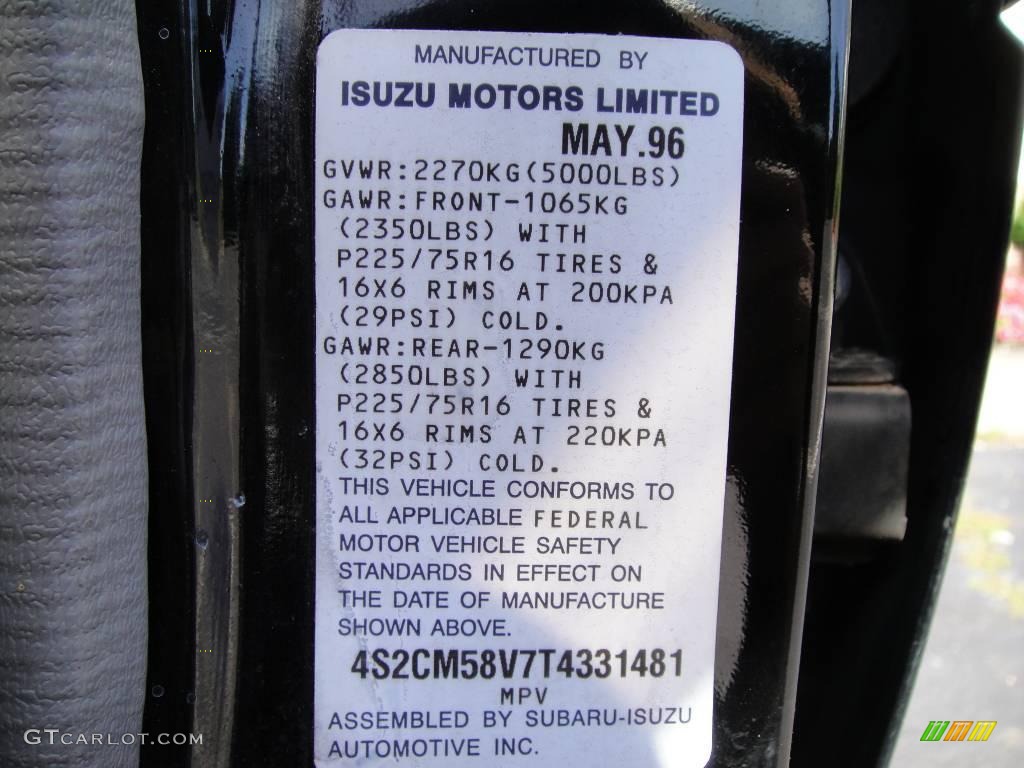 MANUFACTURED BY
ISUZU MOTORS LIMITED
MAY.96
GVWR:2270KG(5000LBS)
GAWR:FRONT-1065KG
(2350LBS) WITH
P225/75R16 TIRES &
16X6 RIMS AT 200KPA
(29PSI) COLD.
GAWR:REAR-1290KG
(2850LBS) WITH
P225/75R16 TIRES &
16X6 RIMS AT 220KPA
(32PSI) COLD.
THIS VEHICLE CONFORMS TO
ALL APPLICABLE FEDERAL
MOTOR VEHICLE SAFETY
STANDARDS IN EFFECT ON
THE DATE OF MANUFACTURE
SHOWN ABOVE.
4S2CM58V7T4331481
MPV
ASSEMBLED BY SUBARU-ISUZU
AUTOMOTIVE INC.
GTCARLOT.COM